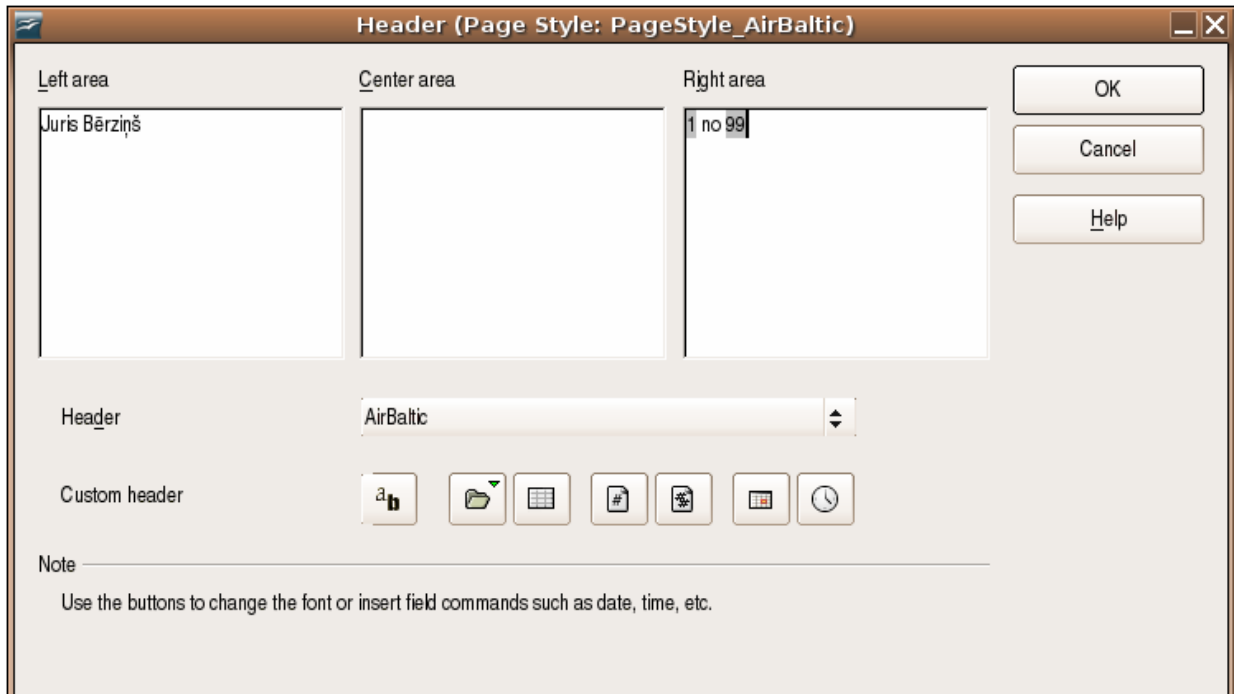 Header (Page Style: PageStyle_AirBaltic)
Left area
Center area
Right area
OK
Juris Bērziņš
1 no 99
Cancel
Help
Header
AirBaltic
Custom header
ab
#
Note
Use the buttons to change the font or insert field commands such as date, time, etc.